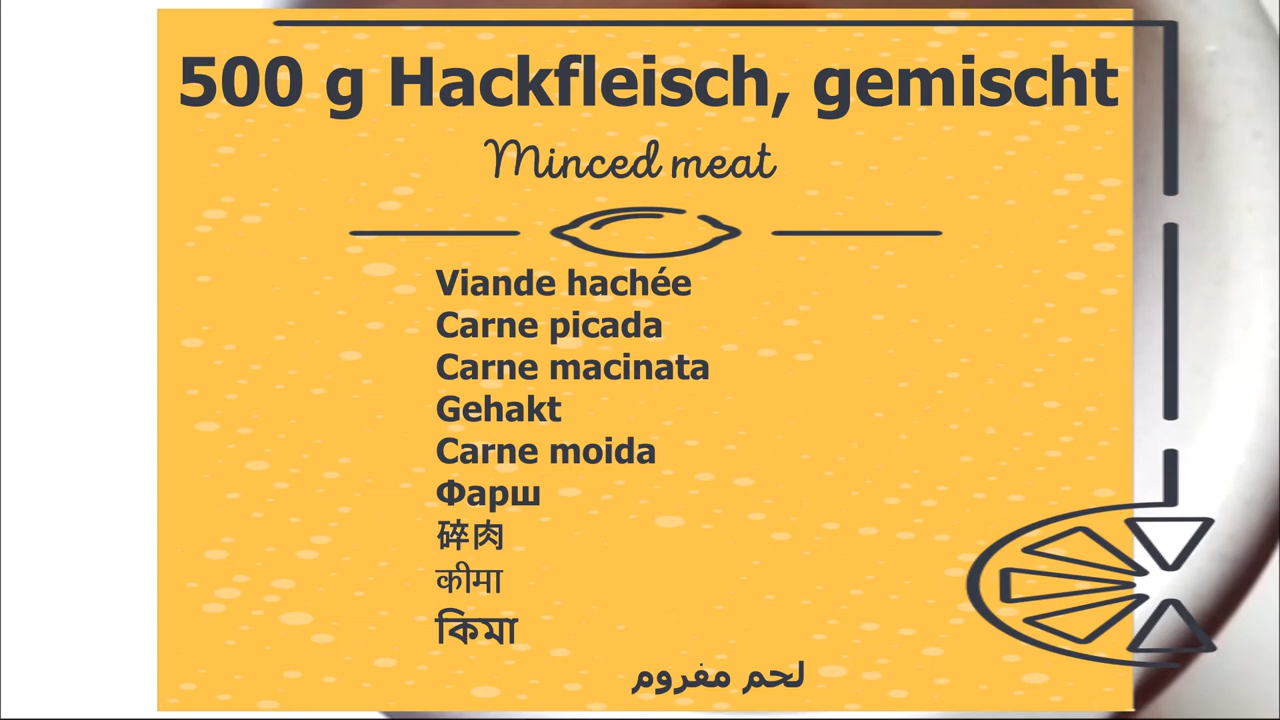 500 g Hackfleisch, gemischt
Minced meat
Viande hachée
Carne picada
Carne macinata
Gehakt
Carne moida
Фарш
碎肉
कीमा
কিমা
لحم مفروم